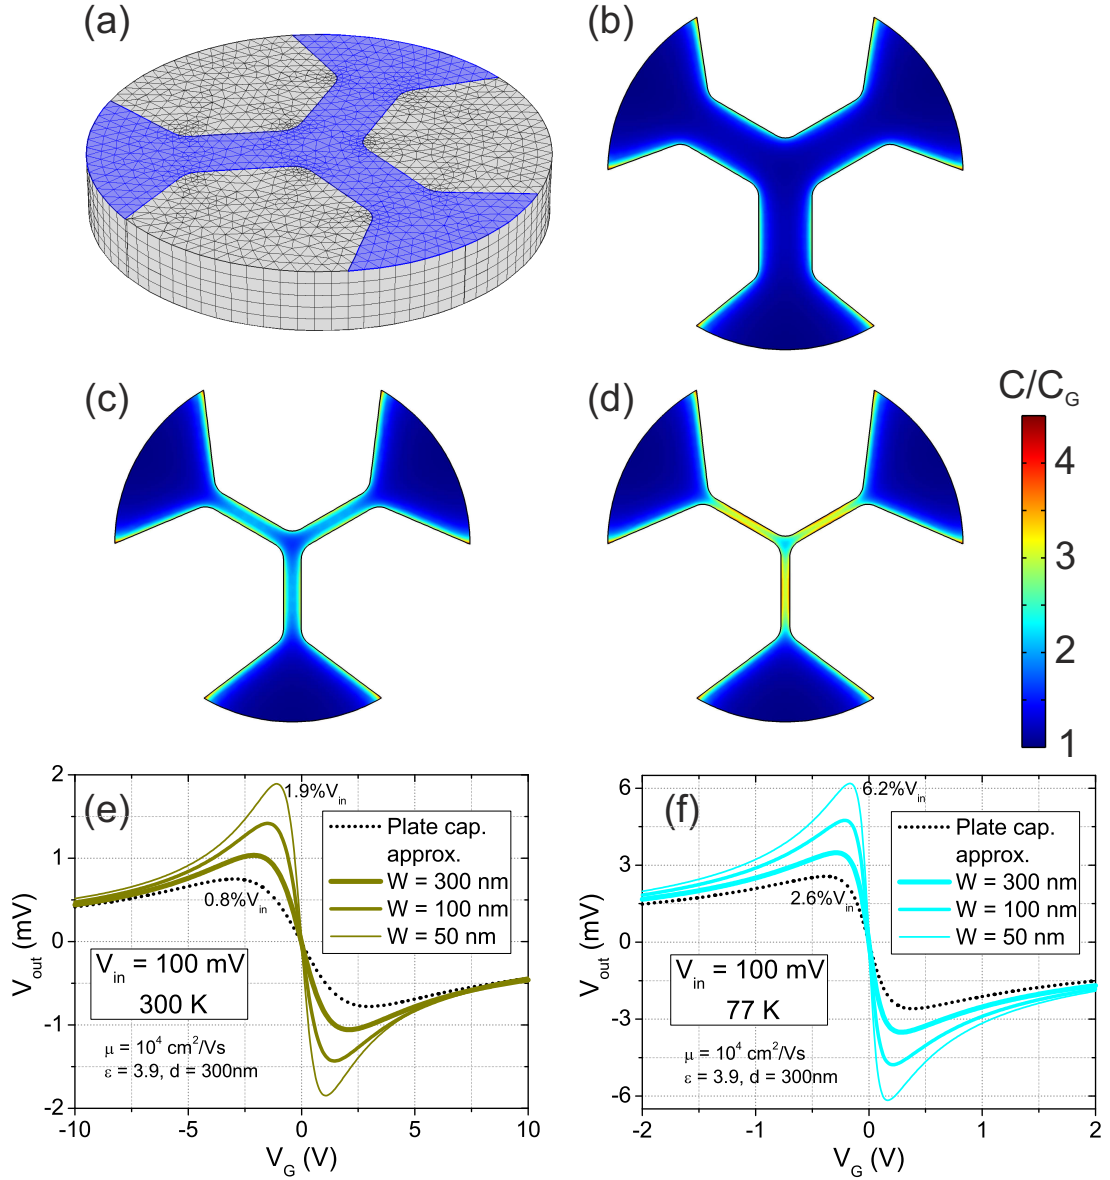 (a)
(b)
(c)
(d)
C/C_G
4
3
2
1
(e)
1.9%V_in
0.8%V_in
Plate cap.
approx.
W = 300 nm
W = 100 nm
W = 50 nm
V_in = 100 mV
300 K
μ = 10^4 cm^2/Vs
ε = 3.9, d = 300nm
V_out (mV)
2
1
0
-1
-2
-10
-5
0
5
10
V_G (V)
(f)
6.2%V_in
2.6%V_in
Plate cap.
approx.
W = 300 nm
W = 100 nm
W = 50 nm
V_in = 100 mV
77 K
μ = 10^4 cm^2/Vs
ε = 3.9, d = 300nm
V_out (mV)
6
3
0
-3
-6
-2
-1
0
1
2
V_G (V)